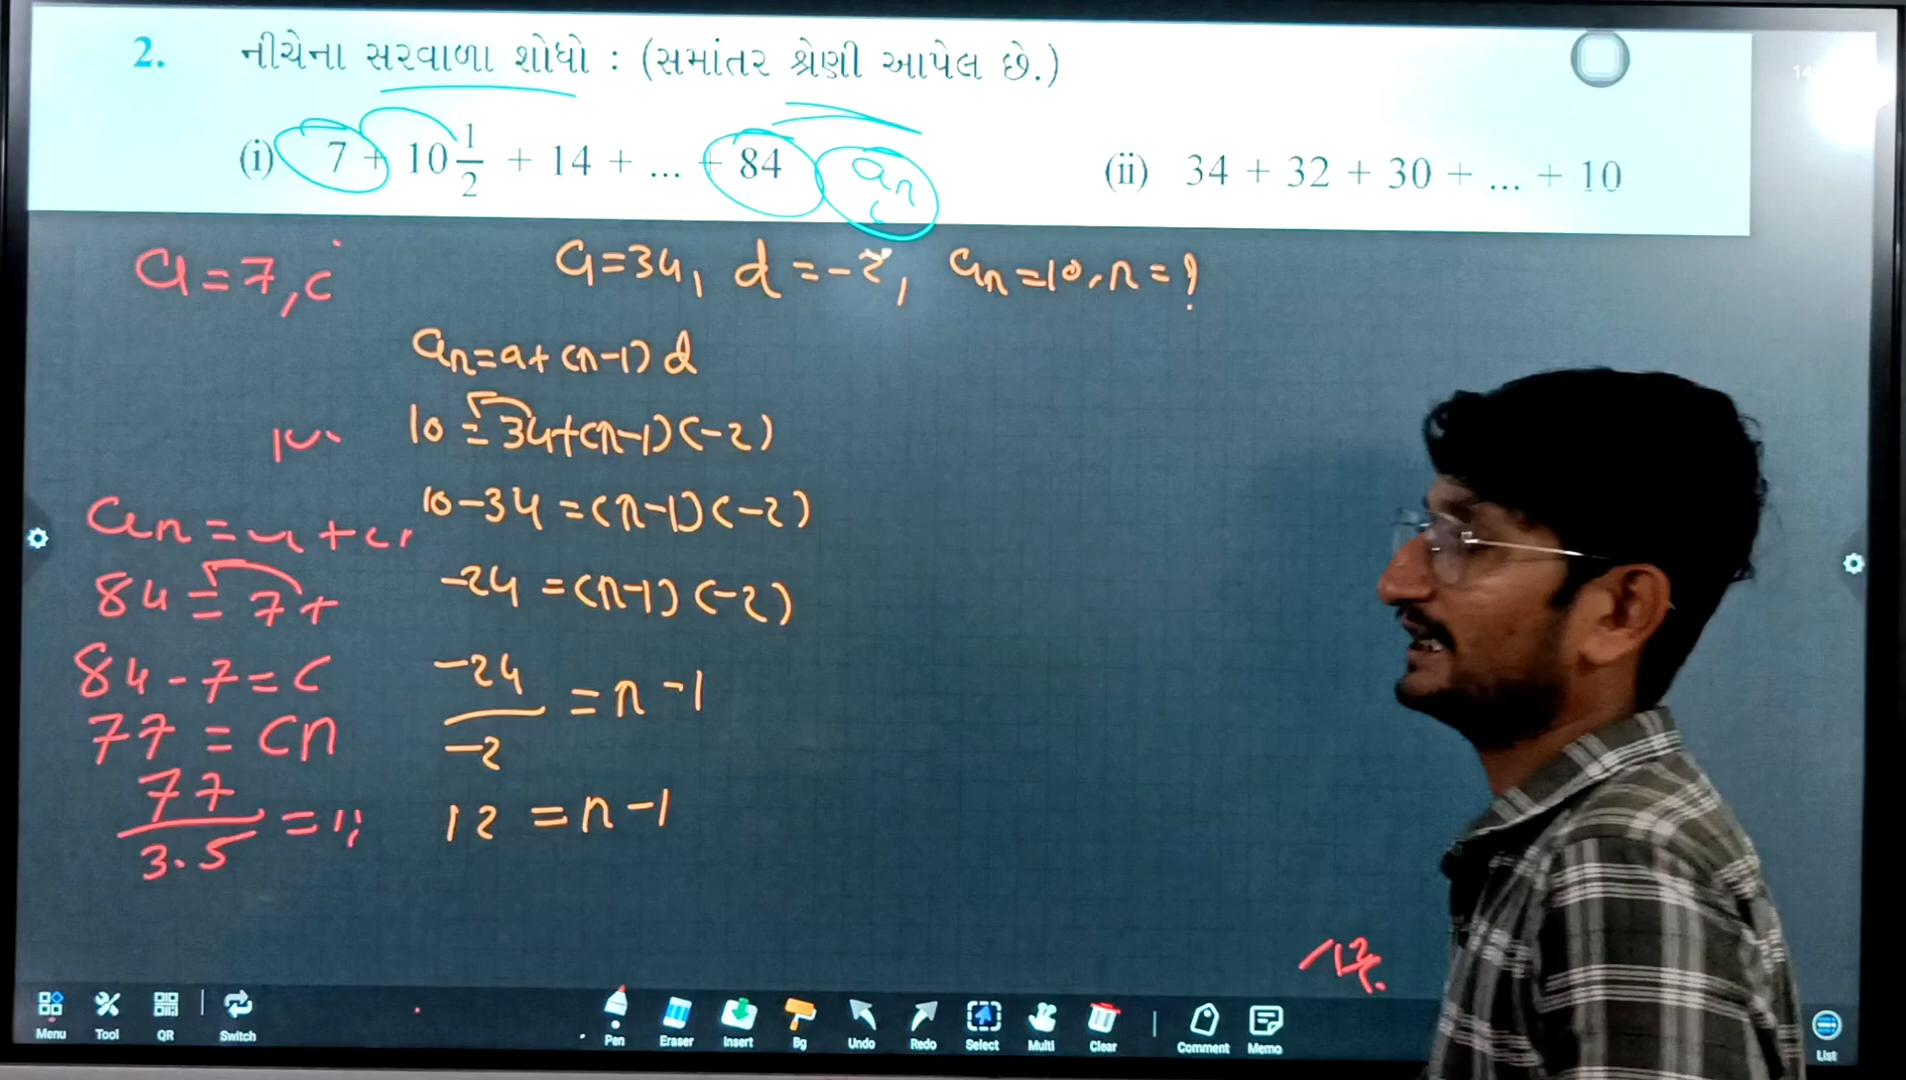 2. નીચેના સરવાળા શોધો : (સમાંતર શ્રેણી આપેલ છે.)
(i) 7 + 10 1/2 + 14 + ... + 84 an
(ii) 34 + 32 + 30 + ... + 10
a = 7,
a = 34, d = -2, an = 10, n = ?
an = a + (n-1) d
10 = 34 + (n-1) (-2)
10 - 34 = (n-1) (-2)
-24 = (n-1) (-2)
-24/-2 = n - 1
12 = n - 1
an = a +
84 = 7 +
84 - 7 = (
77 = (n
77/3.5 =
Menu
Tool
QR
Switch
Pen
Eraser
Insert
Bg
Undo
Redo
Select
Multi
Clear
Comment
Memo
List